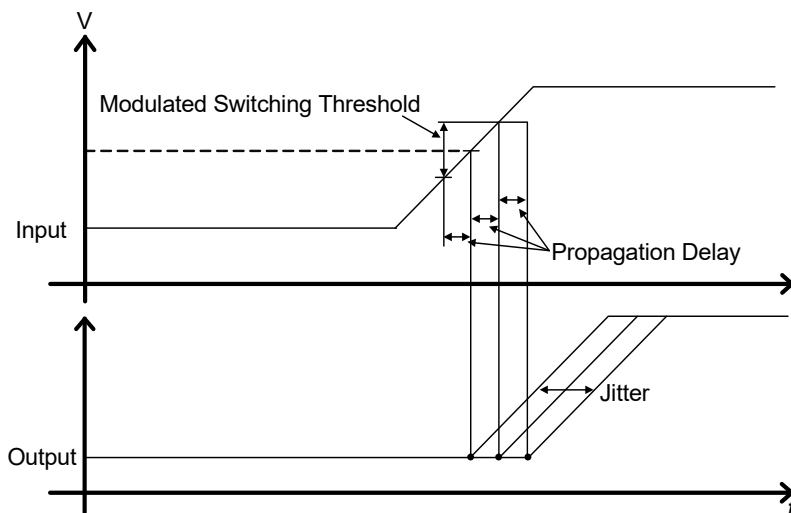 V
Modulated Switching Threshold
Input
Propagation Delay
Jitter
Output
t